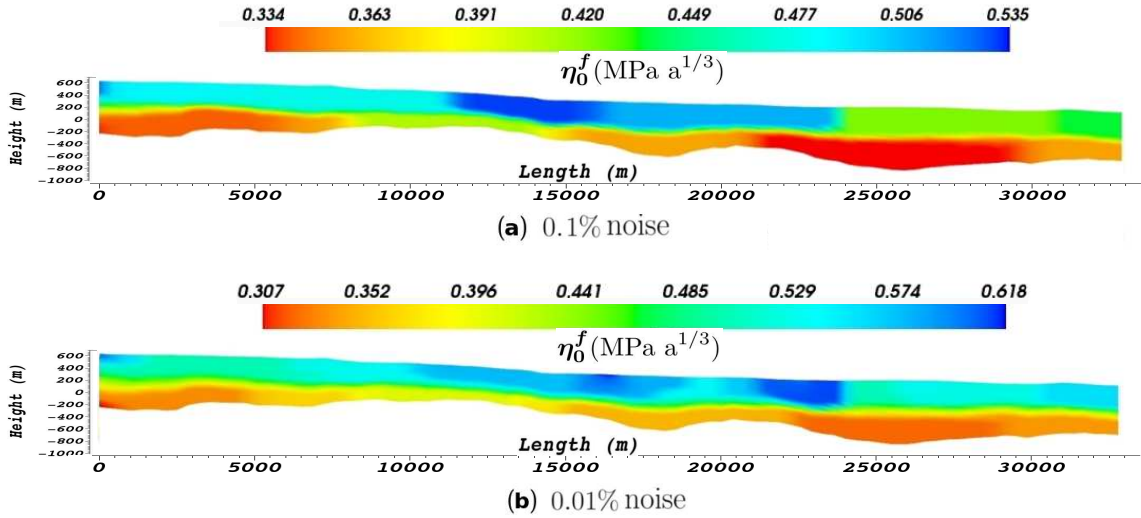 0.334 0.363 0.391 0.420 0.449 0.477 0.506 0.535
η₀ᶠ (MPa a^{1/3})
Height (m)
600
400
200
0
−200
−400
−600
−800
−1000
Length (m)
0 5000 10000 15000 20000 25000 30000
(a) 0.1% noise
0.307 0.352 0.396 0.441 0.485 0.529 0.574 0.618
η₀ᶠ (MPa a^{1/3})
Height (m)
600
400
200
0
−200
−400
−600
−800
−1000
Length (m)
0 5000 10000 15000 20000 25000 30000
(b) 0.01% noise